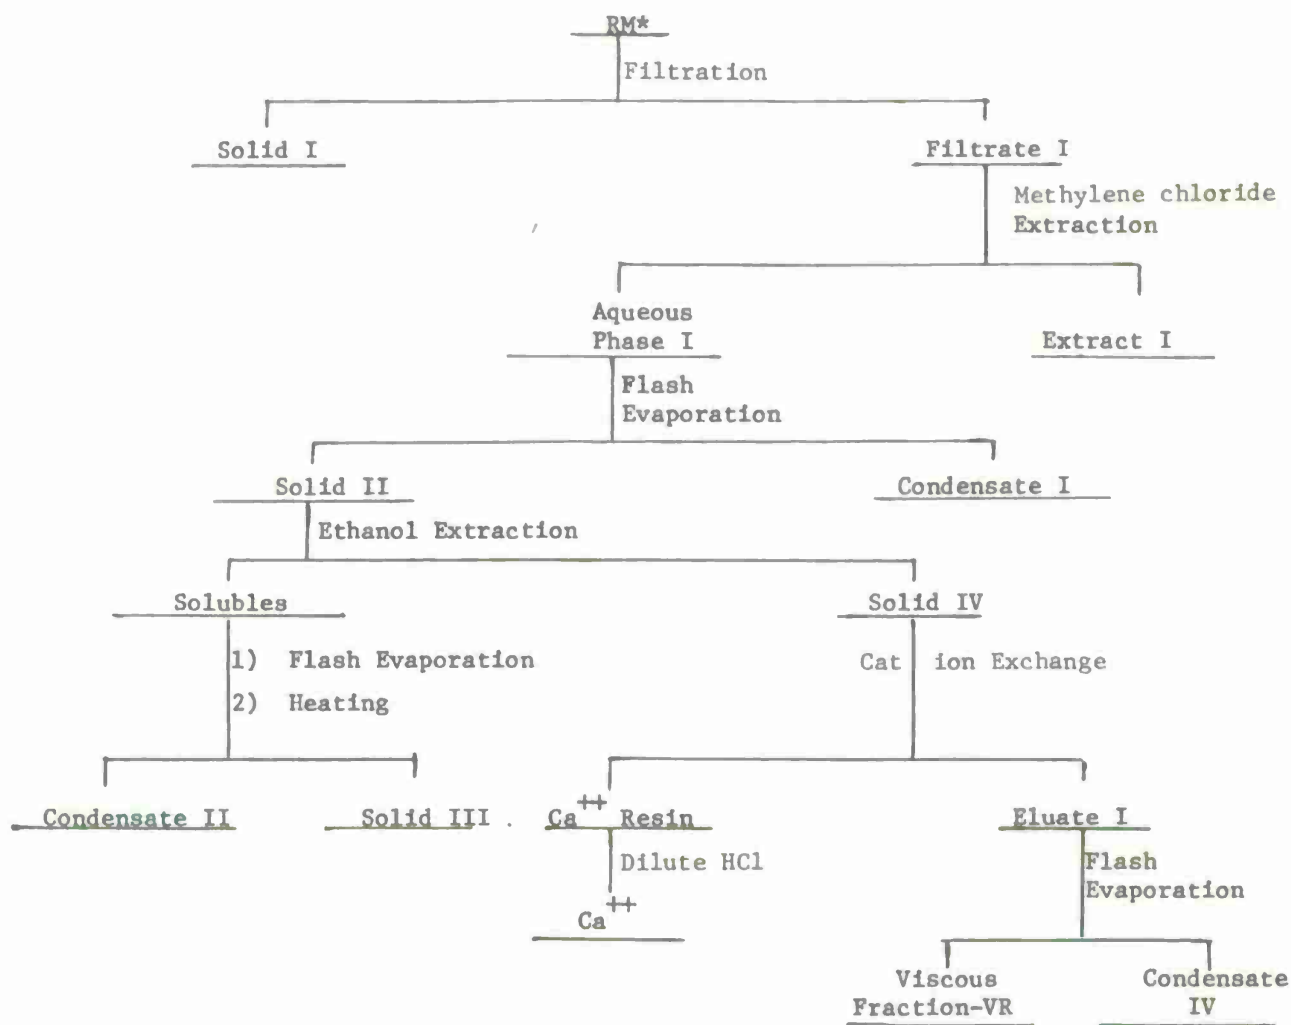 RM*
Filtration
Solid I
Filtrate I
Methylene chloride
Extraction
Aqueous
Phase I
Extract I
Flash
Evaporation
Solid II
Condensate I
Ethanol Extraction
Solubles
Solid IV
1) Flash Evaporation
2) Heating
Cat ion Exchange
Condensate II
Solid III .
Ca++ Resin
Eluate I
Dilute HCl
Flash
Evaporation
Ca++
Viscous
Fraction-VR
Condensate
IV